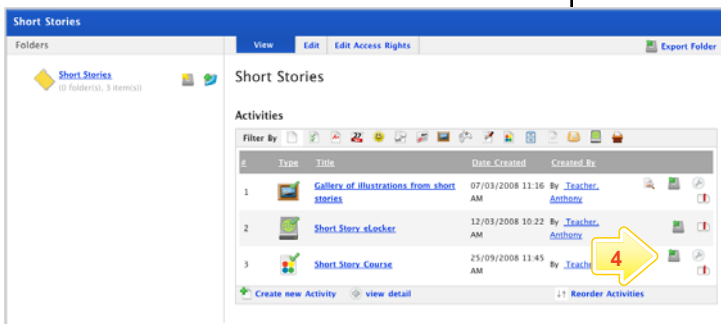 Short Stories
Folders
View Edit Edit Access Rights Export Folder
Short Stories
(0 folder(s), 3 item(s))
Short Stories
Activities
Filter By
# Type Title Date Created Created By
1 Gallery of illustrations from short stories 07/03/2008 11:16 AM By Teacher, Anthony
2 Short Story eLocker 12/03/2008 10:22 AM By Teacher, Anthony
3 Short Story Course 25/09/2008 11:45 AM By Teache
4
Create new Activity view detail Reorder Activities